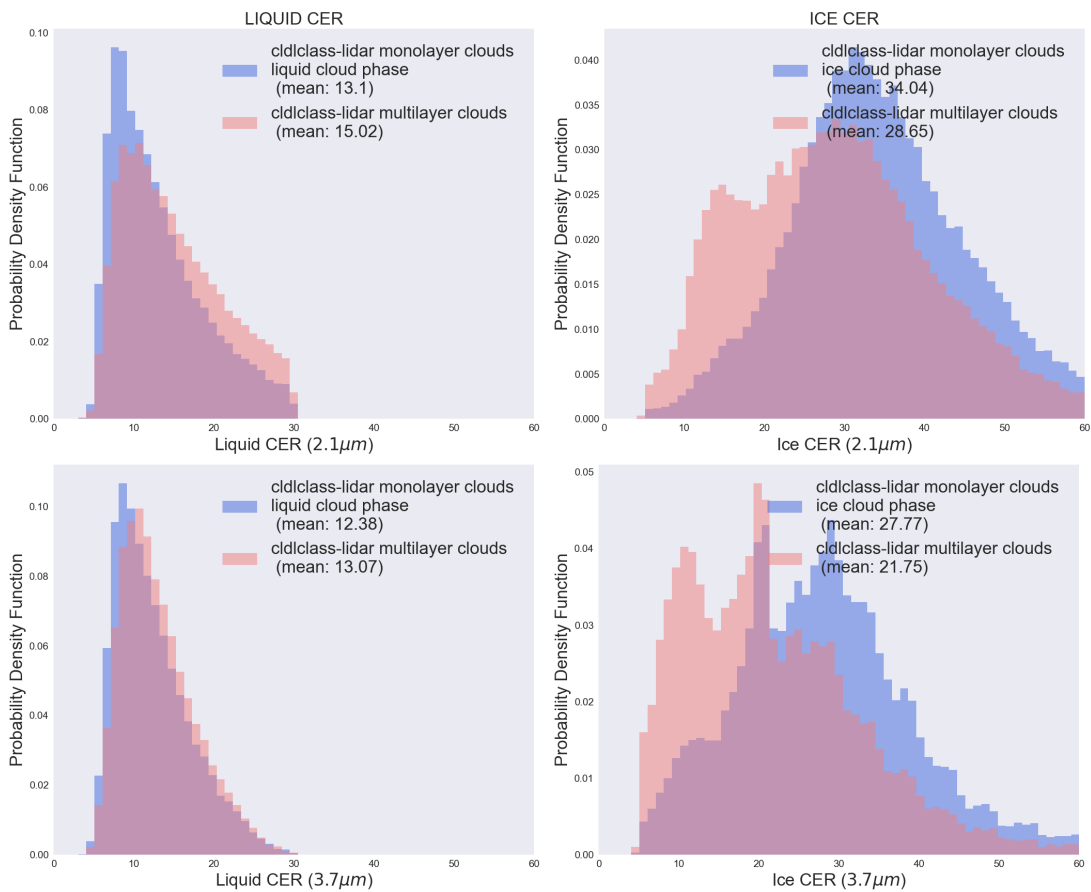 LIQUID CER
0.10
0.08
0.06
0.04
0.02
0.00
Probability Density Function
cldlclass-lidar monolayer clouds
liquid cloud phase
(mean: 13.1)
cldlclass-lidar multilayer clouds
(mean: 15.02)
0 10 20 30 40 50 60
Liquid CER (2.1μm)
ICE CER
0.040
0.035
0.030
0.025
0.020
0.015
0.010
0.005
0.000
Probability Density Function
cldlclass-lidar monolayer clouds
ice cloud phase
(mean: 34.04)
cldlclass-lidar multilayer clouds
(mean: 28.65)
0 10 20 30 40 50 60
Ice CER (2.1μm)
0.10
0.08
0.06
0.04
0.02
0.00
Probability Density Function
cldlclass-lidar monolayer clouds
liquid cloud phase
(mean: 12.38)
cldlclass-lidar multilayer clouds
(mean: 13.07)
0 10 20 30 40 50 60
Liquid CER (3.7μm)
0.05
0.04
0.03
0.02
0.01
0.00
Probability Density Function
cldlclass-lidar monolayer clouds
ice cloud phase
(mean: 27.77)
cldlclass-lidar multilayer clouds
(mean: 21.75)
0 10 20 30 40 50 60
Ice CER (3.7μm)